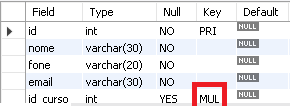 Field Type Null Key Default
id int NO PRI NULL
nome varchar(30) NO NULL
fone varchar(20) NO NULL
email varchar(30) NO NULL
id_curso int YES MUL NULL